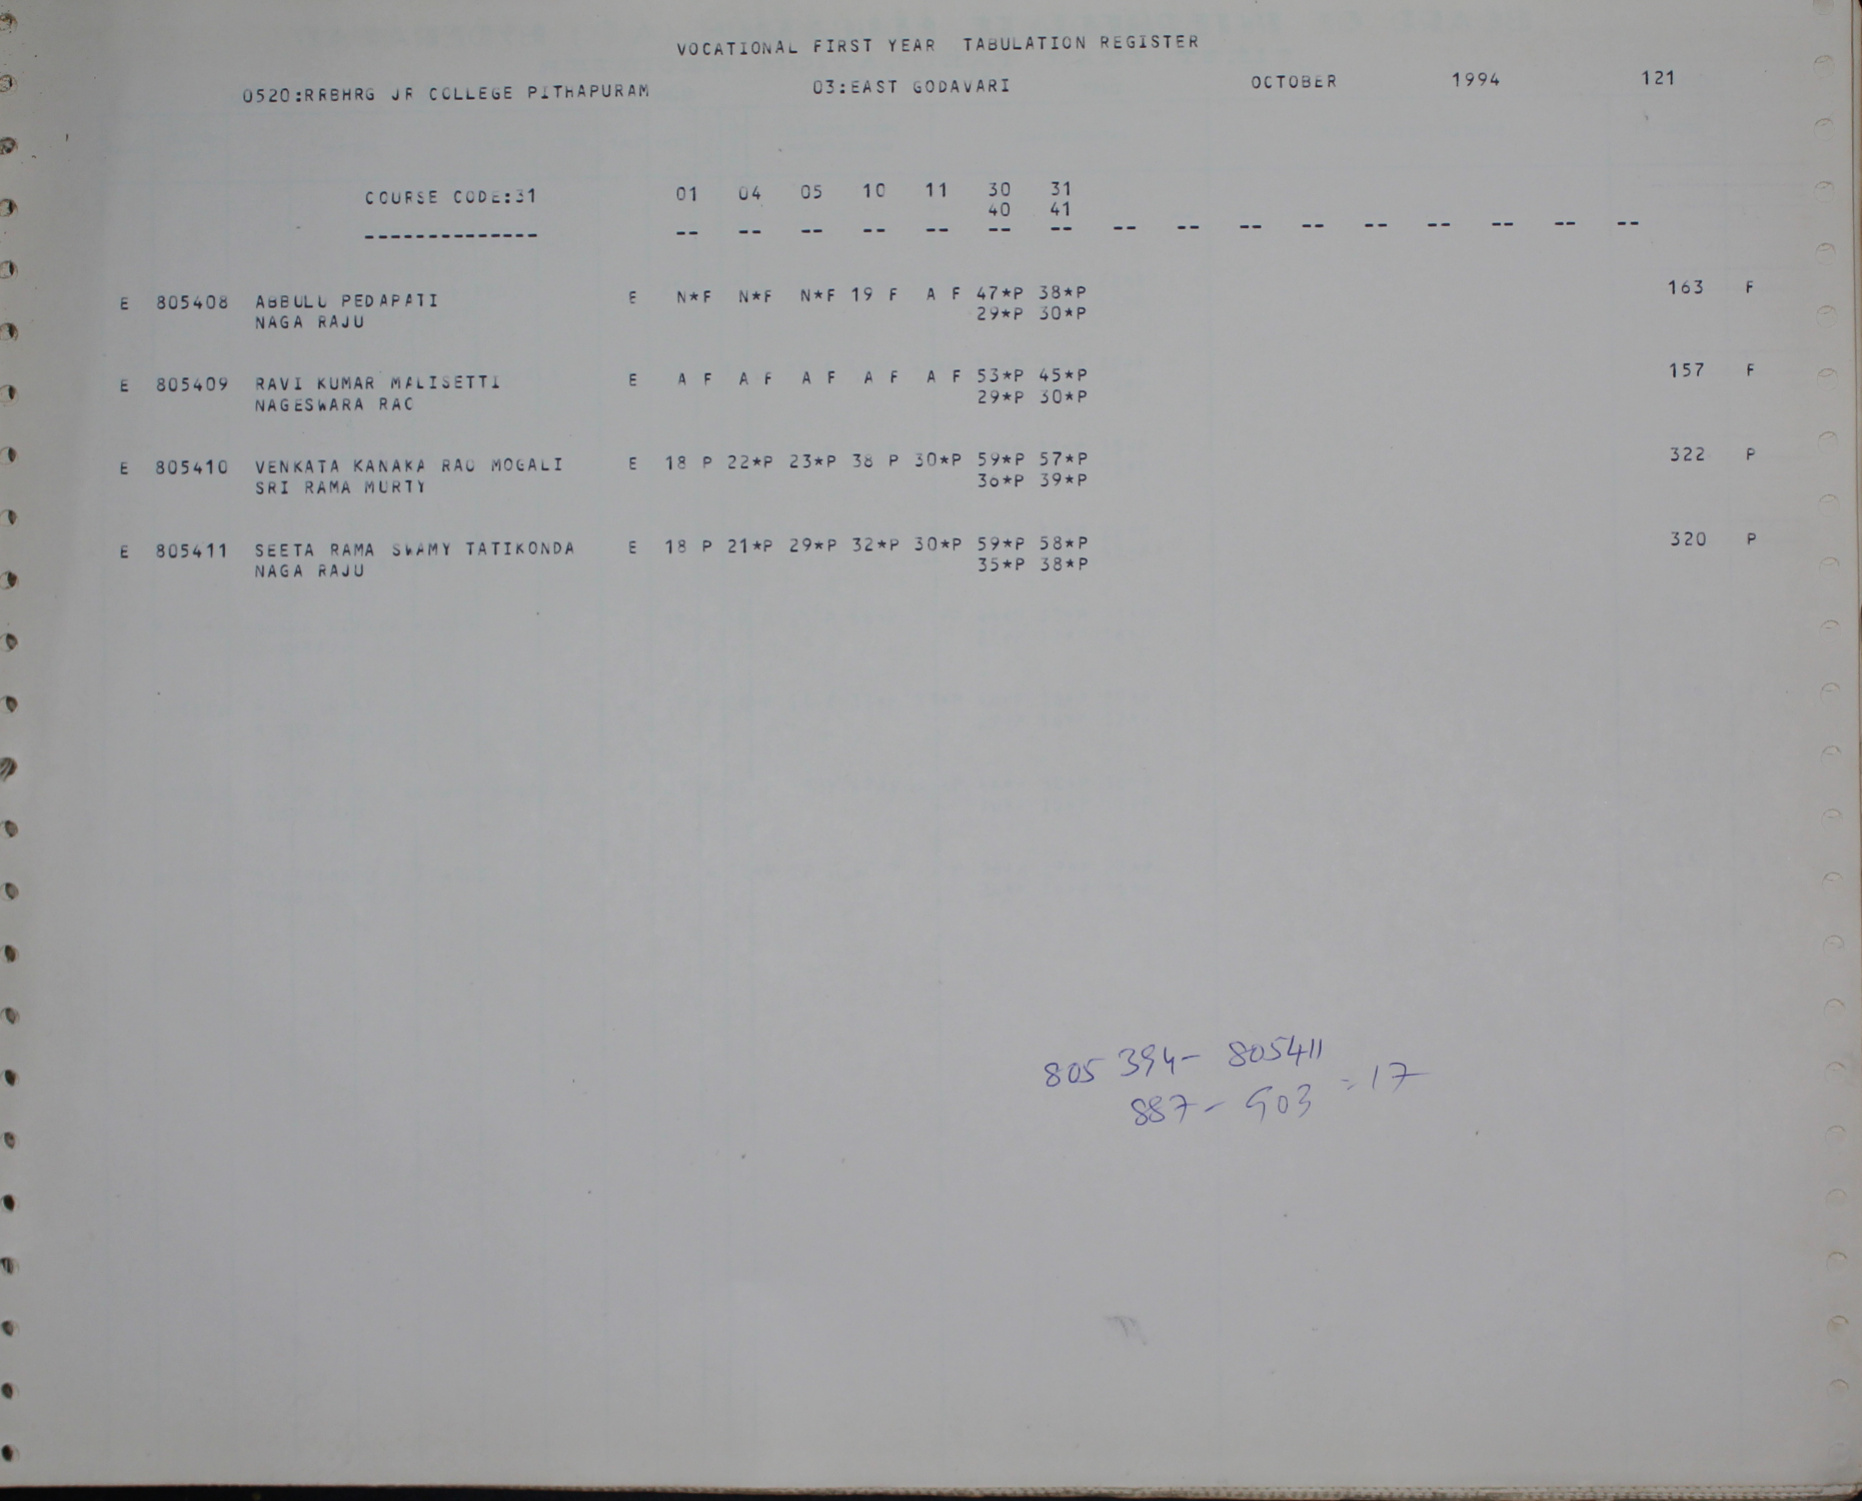 VOCATIONAL FIRST YEAR TABULATION REGISTER
0520:RRBHRG JR COLLEGE PITHAPURAM 03:EAST GODAVARI OCTOBER 1994 121
COURSE CODE:31 01 04 05 10 11 30 31
40 41
-------------- -- -- -- -- -- -- -- -- -- -- -- -- -- -- -- --
E 805408 ABBULU PEDAPATI E N*F N*F N*F 19 F A F 47*P 38*P 163 F
NAGA RAJU 29*P 30*P
E 805409 RAVI KUMAR MALISETTI E A F A F A F A F A F 53*P 45*P 157 F
NAGESWARA RAO 29*P 30*P
E 805410 VENKATA KANAKA RAO MOGALI E 18 P 22*P 23*P 38 P 30*P 59*P 57*P 322 P
SRI RAMA MURTY 36*P 39*P
E 805411 SEETA RAMA SWAMY TATIKONDA E 18 P 21*P 29*P 32*P 30*P 59*P 58*P 320 P
NAGA RAJU 35*P 38*P
805 394- 805411
887- 903 =17